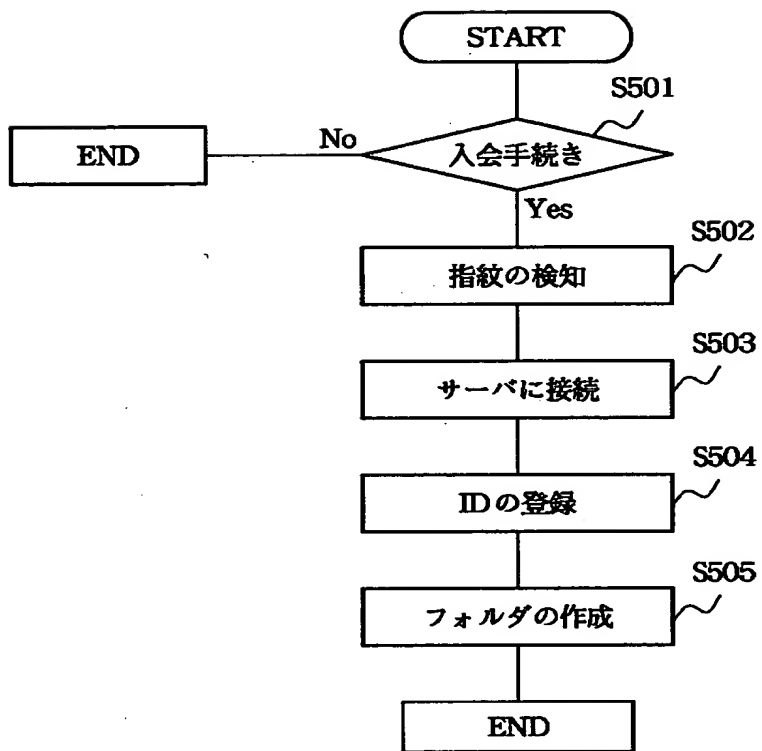 START
S501
入会手続き
No
END
Yes
S502
指紋の検知
S503
サーバに接続
S504
IDの登録
S505
フォルダの作成
END